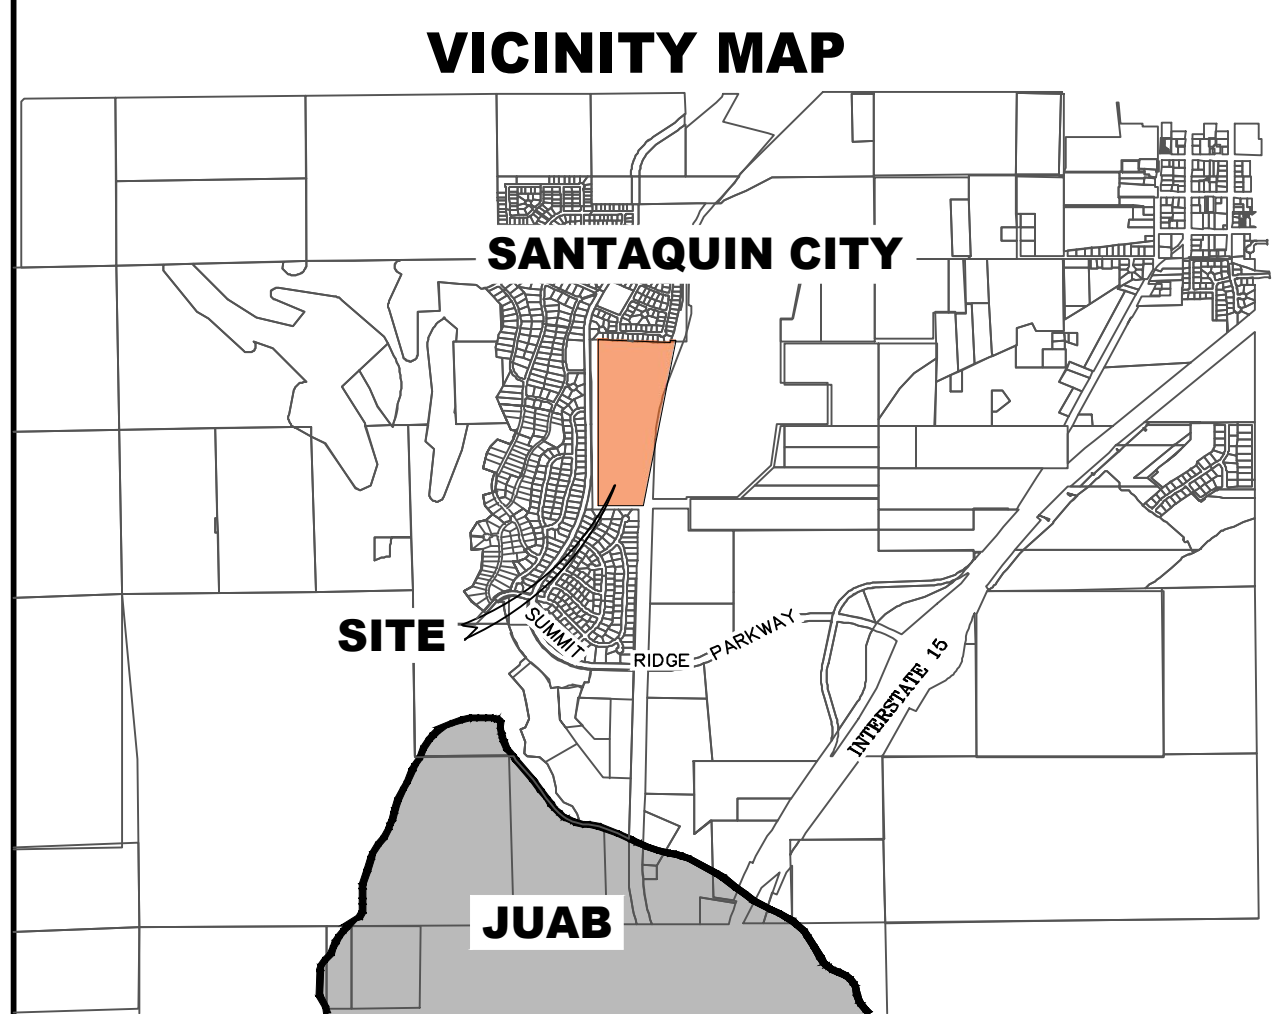 VICINITY MAP
SANTAQUIN CITY
SITE
SUMMIT RIDGE PARKWAY
INTERSTATE 15
JUAB